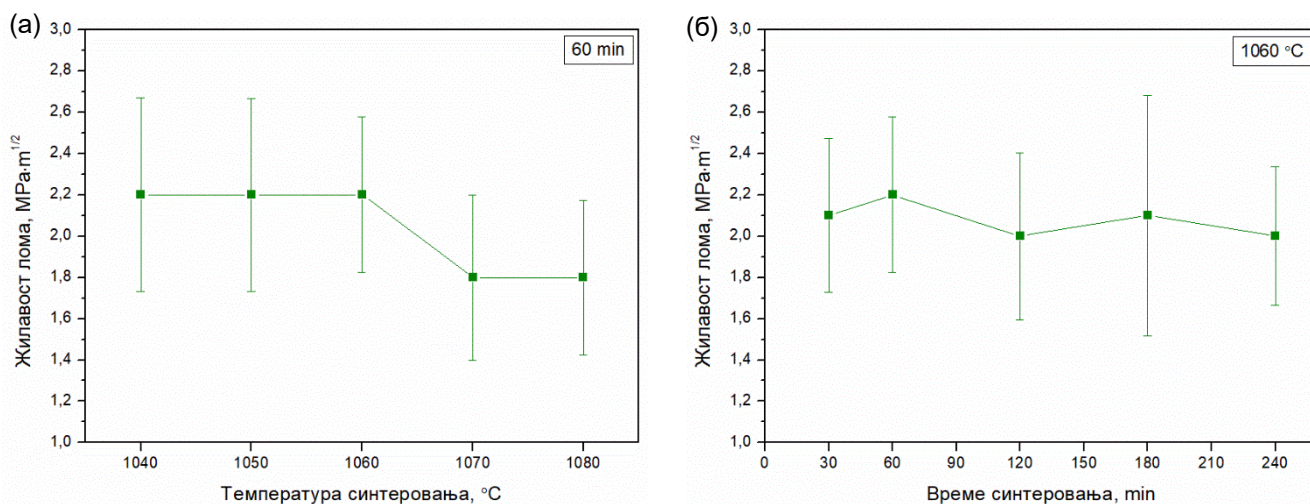 (а)
60 min
3,0
2,8
2,6
2,4
2,2
2,0
1,8
1,6
1,4
1,2
1,0
Жилавост лома, MPa·m1/2
1040 1050 1060 1070 1080
Температура синтеровања, °C
(б)
1060 °C
3,0
2,8
2,6
2,4
2,2
2,0
1,8
1,6
1,4
1,2
1,0
Жилавост лома, MPa·m1/2
0 30 60 90 120 150 180 210 240
Време синтеровања, min